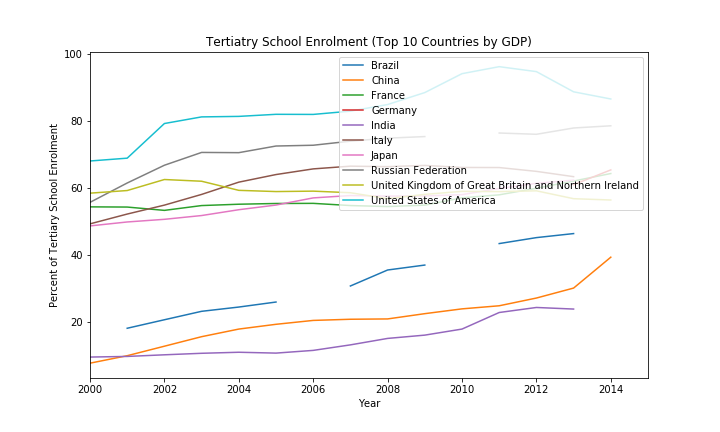 Tertiatry School Enrolment (Top 10 Countries by GDP)
100
80
60
40
20
Percent of Tertiary School Enrolment
Brazil
China
France
Germany
India
Italy
Japan
Russian Federation
United Kingdom of Great Britain and Northern Ireland
United States of America
2000
2002
2004
2006
2008
2010
2012
2014
Year